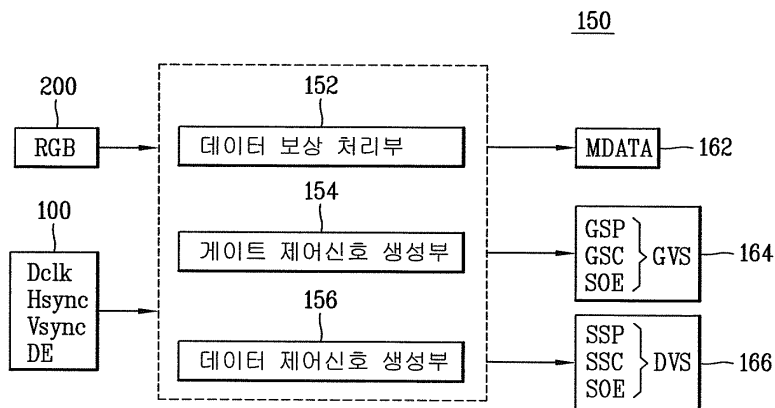 150
200
RGB
152
데이터 보상 처리부
MDATA
162
154
게이트 제어신호 생성부
GSP
GSC
SOE
GVS
164
100
Dclk
Hsync
Vsync
DE
156
데이터 제어신호 생성부
SSP
SSC
SOE
DVS
166